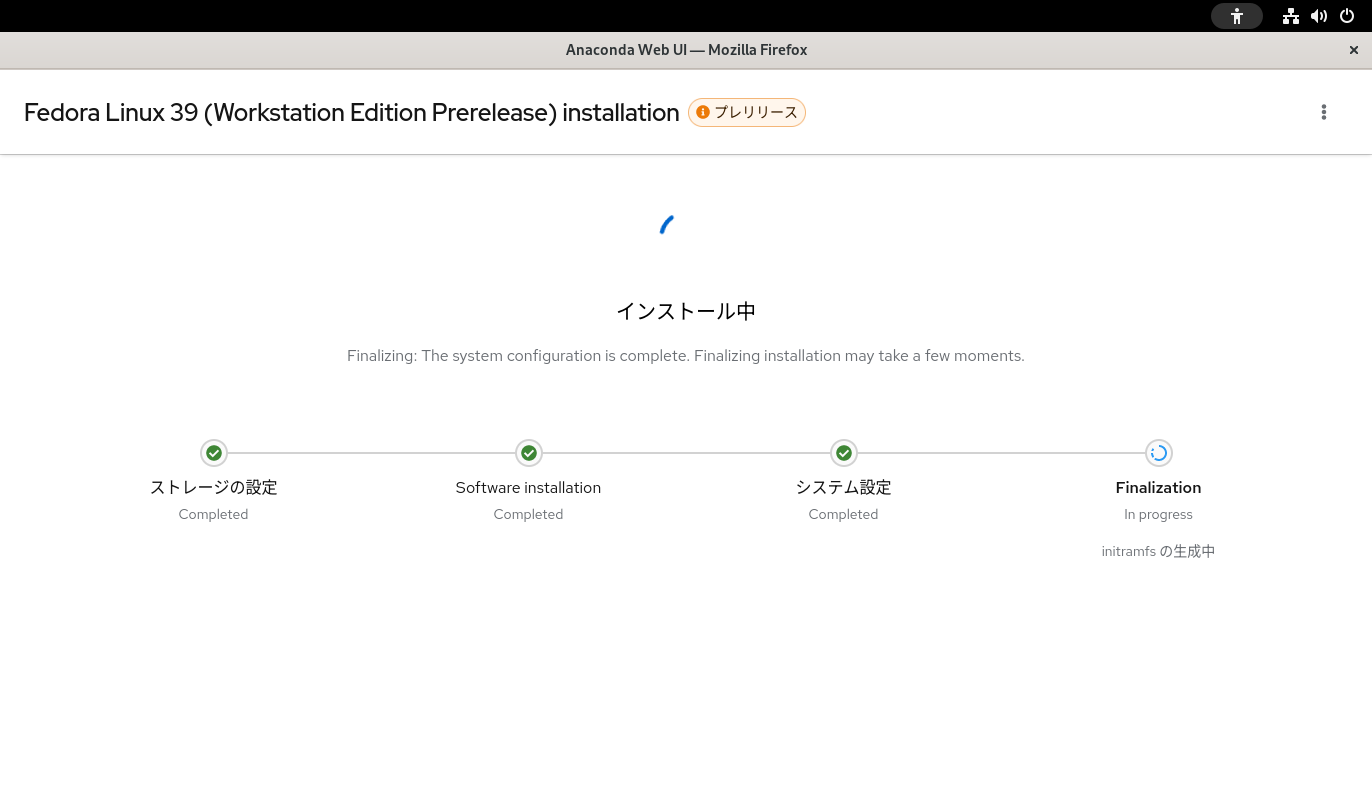 Anaconda Web UI — Mozilla Firefox
Fedora Linux 39 (Workstation Edition Prerelease) installation プレリリース
インストール中
Finalizing: The system configuration is complete. Finalizing installation may take a few moments.
ストレージの設定 Software installation システム設定 Finalization
Completed Completed Completed In progress
initramfs の生成中